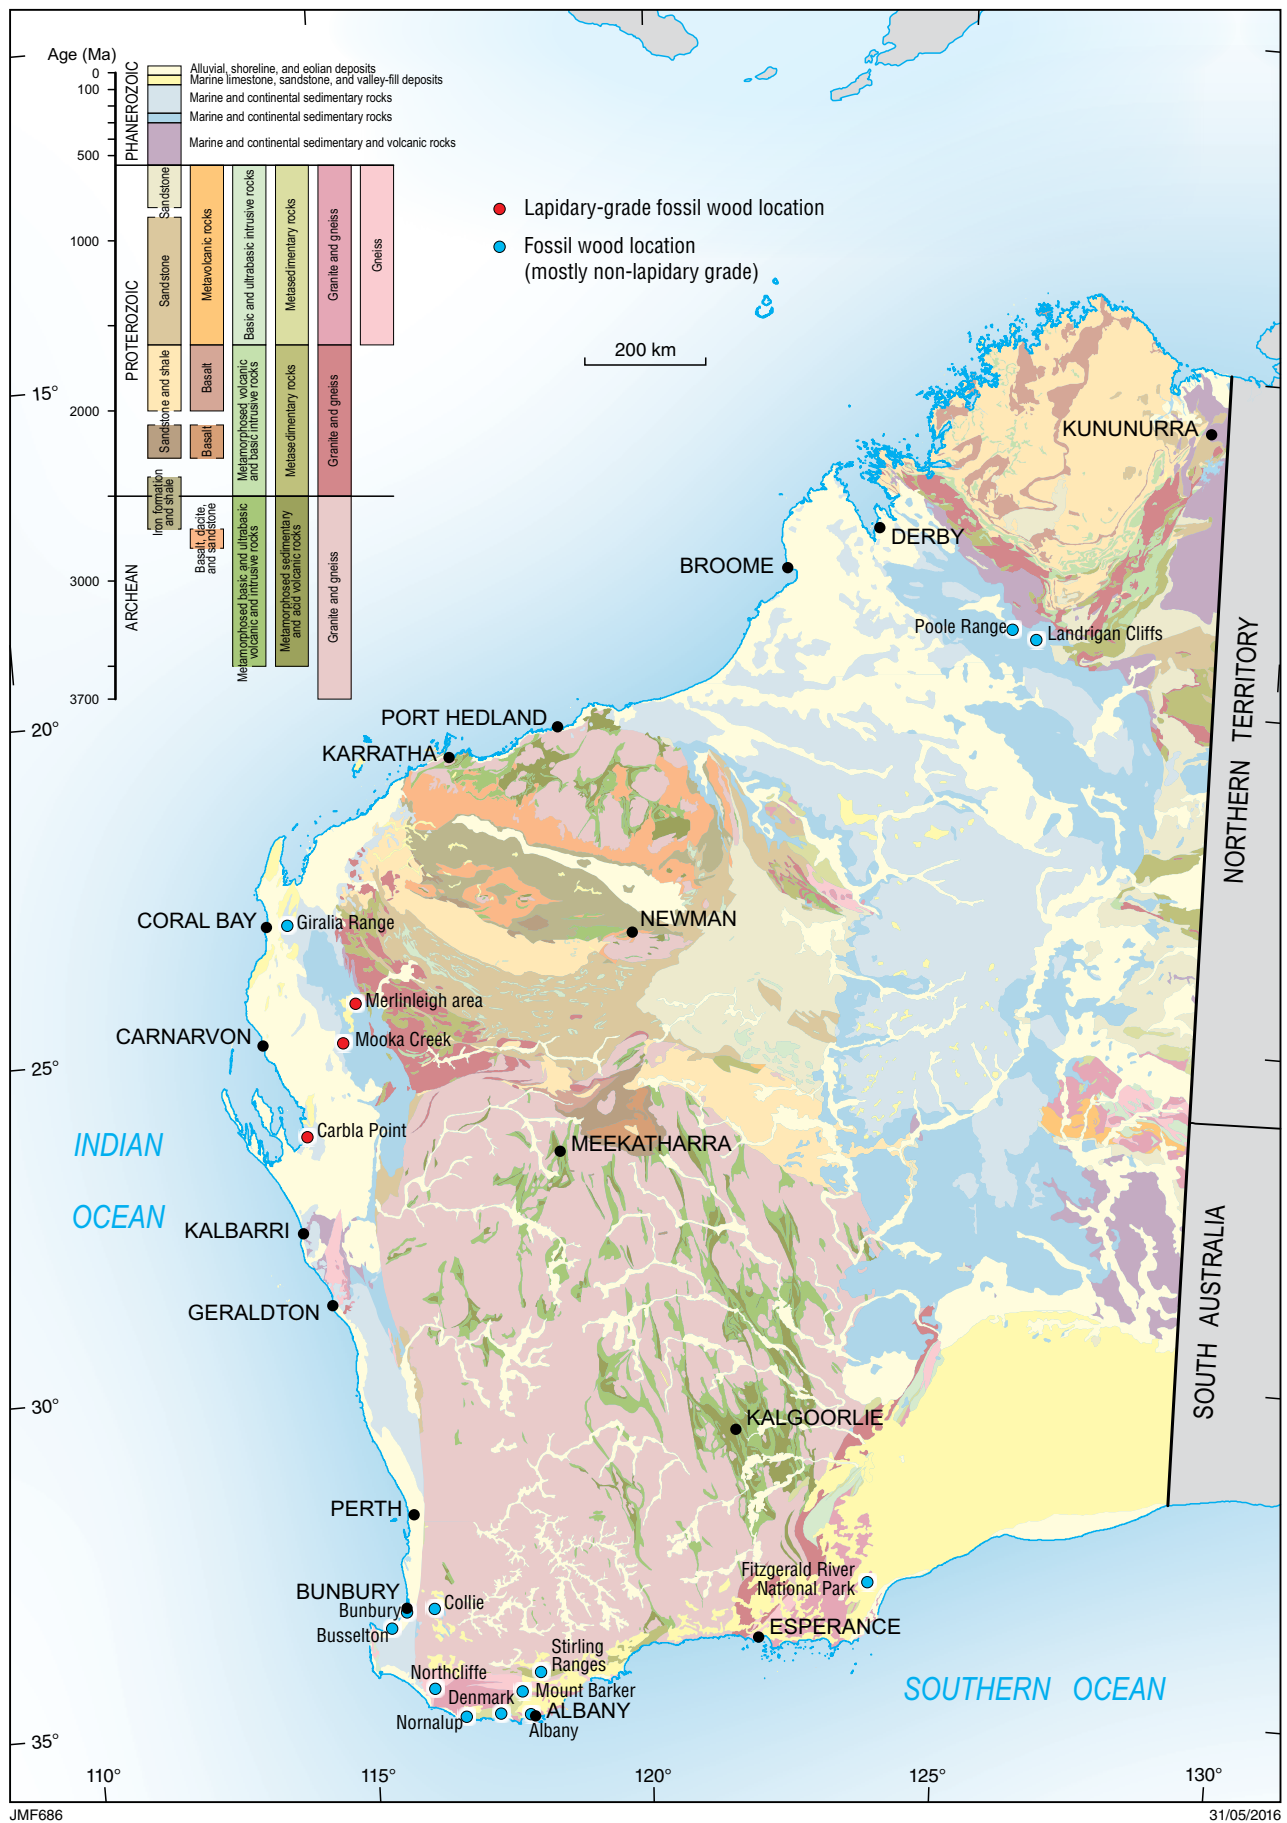 Age (Ma)
0
100
500
1000
2000
3000
3700
PHANEROZOIC
PROTEROZOIC
ARCHEAN
Alluvial, shoreline, and eolian deposits
Marine limestone, sandstone, and valley-fill deposits
Marine and continental sedimentary rocks
Marine and continental sedimentary rocks
Marine and continental sedimentary and volcanic rocks
Sandstone
Sandstone
Sandstone and shale
Sandstone and shale
Iron formation
and shale
Metavolcanic rocks
Basalt
Basalt
Basalt, dacite,
and sandstone
Basic and ultrabasic intrusive rocks
Metamorphosed volcanic
and basic intrusive rocks
Metamorphosed basic and ultrabasic
volcanic and intrusive rocks
Metasedimentary rocks
Metasedimentary rocks
Metamorphosed sedimentary
and acid volcanic rocks
Granite and gneiss
Granite and gneiss
Granite and gneiss
Gneiss
Lapidary-grade fossil wood location
Fossil wood location
(mostly non-lapidary grade)
200 km
15°
KUNUNURRA
DERBY
BROOME
Poole Range
Landrigan Cliffs
NORTHERN TERRITORY
PORT HEDLAND
20°
KARRATHA
CORAL BAY
Giralia Range
NEWMAN
Merlinleigh area
CARNARVON
Mooka Creek
25°
Carbla Point
INDIAN
OCEAN
MEEKATHARRA
KALBARRI
GERALDTON
SOUTH AUSTRALIA
30°
KALGOORLIE
PERTH
Fitzgerald River
National Park
BUNBURY
Bunbury
Collie
Busselton
ESPERANCE
Stirling
Ranges
Northcliffe
Mount Barker
Denmark
SOUTHERN OCEAN
ALBANY
Nornalup
Albany
35°
110°
115°
120°
125°
130°
JMF686
31/05/2016